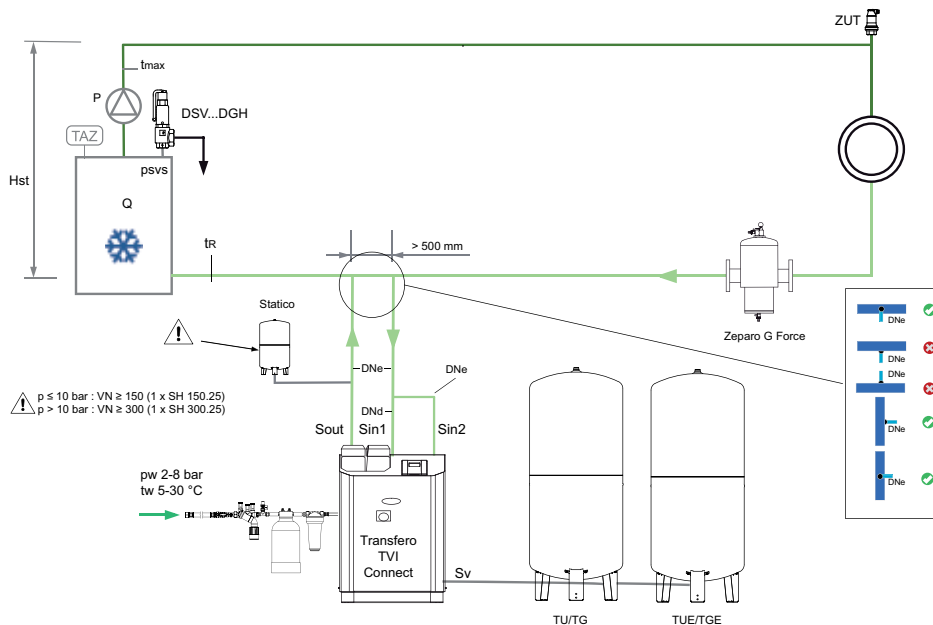 ZUT
tmax
P
DSV...DGH
TAZ
psvs
Hst
Q
tR
> 500 mm
Zeparo G Force
Statico
DNe
DNe
DNe
DNe
DNe
DNe
DNe
DNd
p ≤ 10 bar : VN ≥ 150 (1 x SH 150.25)
p > 10 bar : VN ≥ 300 (1 x SH 300.25)
Sout
Sin1
Sin2
pw 2-8 bar
tw 5-30 °C
Transfero
TVI
Connect
Sv
TU/TG
TUE/TGE